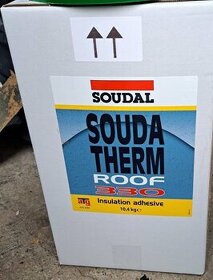 SOUDAL
SOUDA
THERM
ROOF
330
Insulation adhesive
10,4 kg e